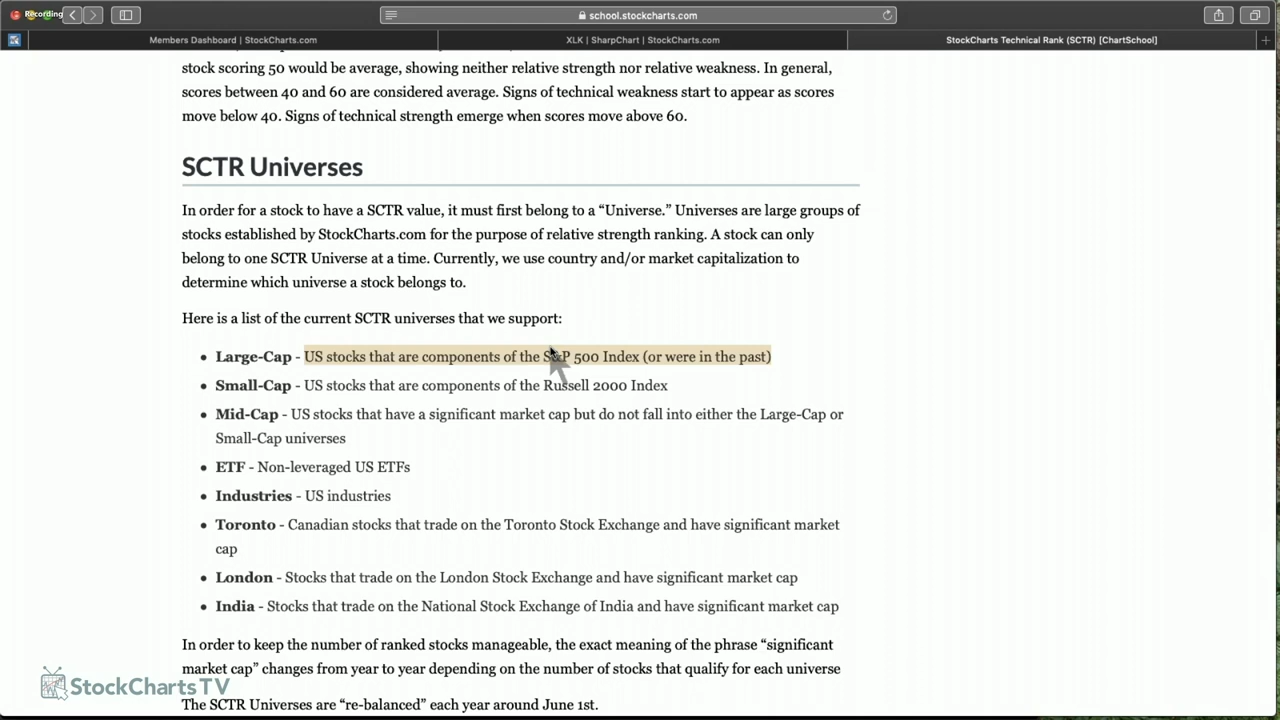 Recording
school.stockcharts.com
Members Dashboard | StockCharts.com
XLK | SharpChart | StockCharts.com
StockCharts Technical Rank (SCTR) [ChartSchool]
stock scoring 50 would be average, showing neither relative strength nor relative weakness. In general,
scores between 40 and 60 are considered average. Signs of technical weakness start to appear as scores
move below 40. Signs of technical strength emerge when scores move above 60.
SCTR Universes
In order for a stock to have a SCTR value, it must first belong to a “Universe.” Universes are large groups of
stocks established by StockCharts.com for the purpose of relative strength ranking. A stock can only
belong to one SCTR Universe at a time. Currently, we use country and/or market capitalization to
determine which universe a stock belongs to.
Here is a list of the current SCTR universes that we support:
• Large-Cap - US stocks that are components of the S&P 500 Index (or were in the past)
• Small-Cap - US stocks that are components of the Russell 2000 Index
• Mid-Cap - US stocks that have a significant market cap but do not fall into either the Large-Cap or
Small-Cap universes
• ETF - Non-leveraged US ETFs
• Industries - US industries
• Toronto - Canadian stocks that trade on the Toronto Stock Exchange and have significant market
cap
• London - Stocks that trade on the London Stock Exchange and have significant market cap
• India - Stocks that trade on the National Stock Exchange of India and have significant market cap
In order to keep the number of ranked stocks manageable, the exact meaning of the phrase “significant
market cap” changes from year to year depending on the number of stocks that qualify for each universe
StockCharts TV
The SCTR Universes are “re-balanced” each year around June 1st.